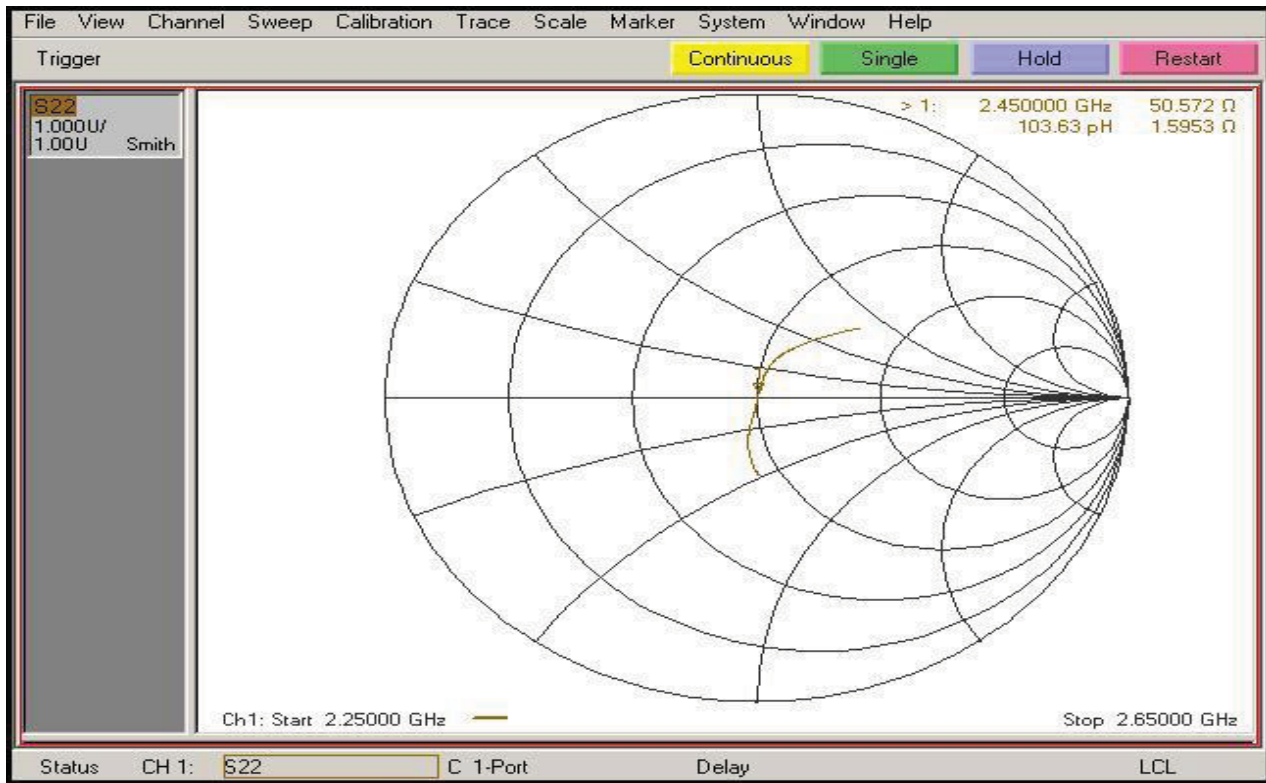 File View Channel Sweep Calibration Trace Scale Marker System Window Help
Trigger Continuous Single Hold Restart
S22
1.000U/
1.00U Smith
> 1: 2.450000 GHz 50.572 Ω
103.63 pH 1.5953 Ω
1
Ch1: Start 2.25000 GHz Stop 2.65000 GHz
Status CH 1: S22 C 1-Port Delay LCL